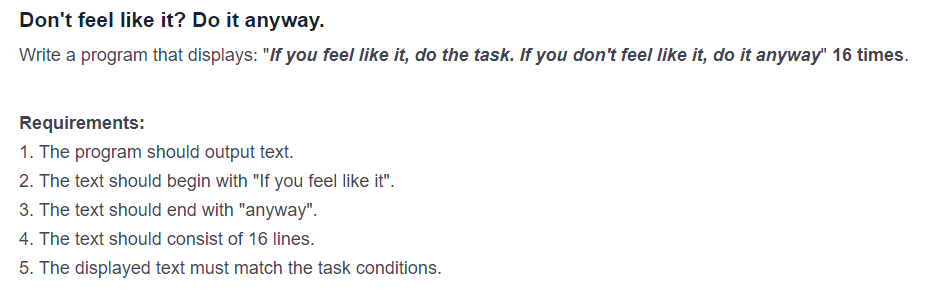 Don't feel like it? Do it anyway.
Write a program that displays: "If you feel like it, do the task. If you don't feel like it, do it anyway" 16 times.
Requirements:
1. The program should output text.
2. The text should begin with "If you feel like it".
3. The text should end with "anyway".
4. The text should consist of 16 lines.
5. The displayed text must match the task conditions.